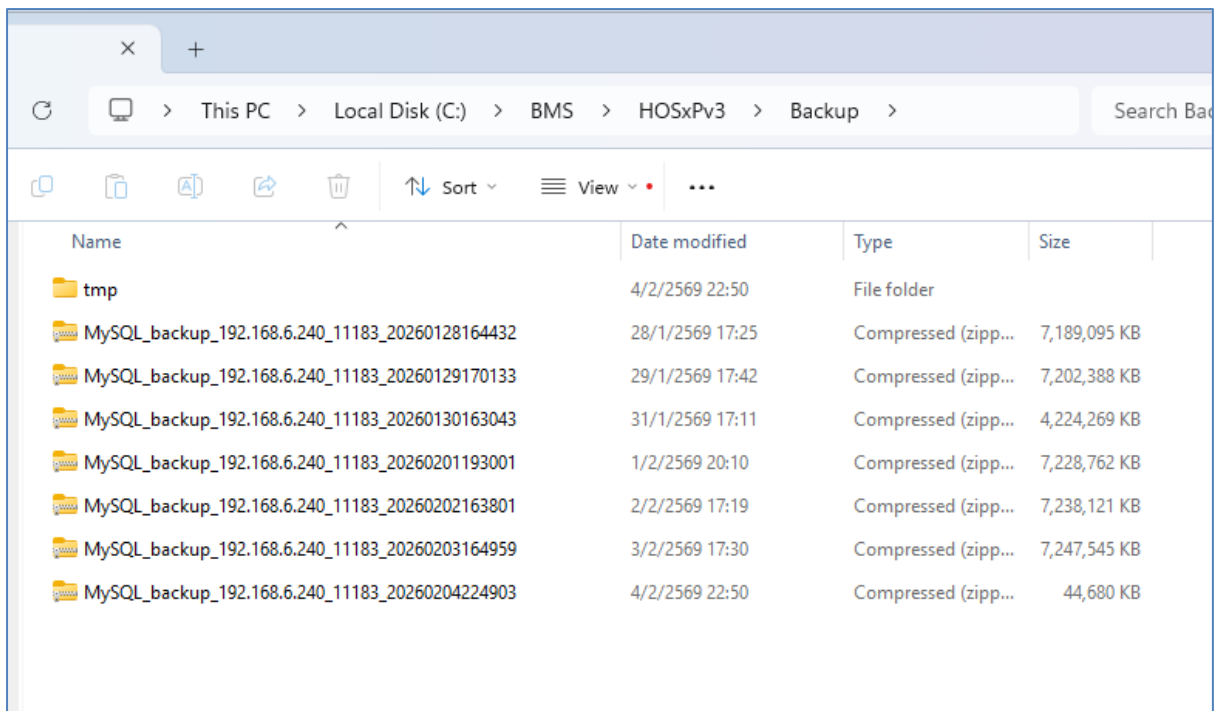 This PC > Local Disk (C:) > BMS > HOSxPv3 > Backup > Search Bac
Sort View ...
Name Date modified Type Size
tmp 4/2/2569 22:50 File folder
MySQL_backup_192.168.6.240_11183_20260128164432 28/1/2569 17:25 Compressed (zipp... 7,189,095 KB
MySQL_backup_192.168.6.240_11183_20260129170133 29/1/2569 17:42 Compressed (zipp... 7,202,388 KB
MySQL_backup_192.168.6.240_11183_20260130163043 31/1/2569 17:11 Compressed (zipp... 4,224,269 KB
MySQL_backup_192.168.6.240_11183_20260201193001 1/2/2569 20:10 Compressed (zipp... 7,228,762 KB
MySQL_backup_192.168.6.240_11183_20260202163801 2/2/2569 17:19 Compressed (zipp... 7,238,121 KB
MySQL_backup_192.168.6.240_11183_20260203164959 3/2/2569 17:30 Compressed (zipp... 7,247,545 KB
MySQL_backup_192.168.6.240_11183_20260204224903 4/2/2569 22:50 Compressed (zipp... 44,680 KB